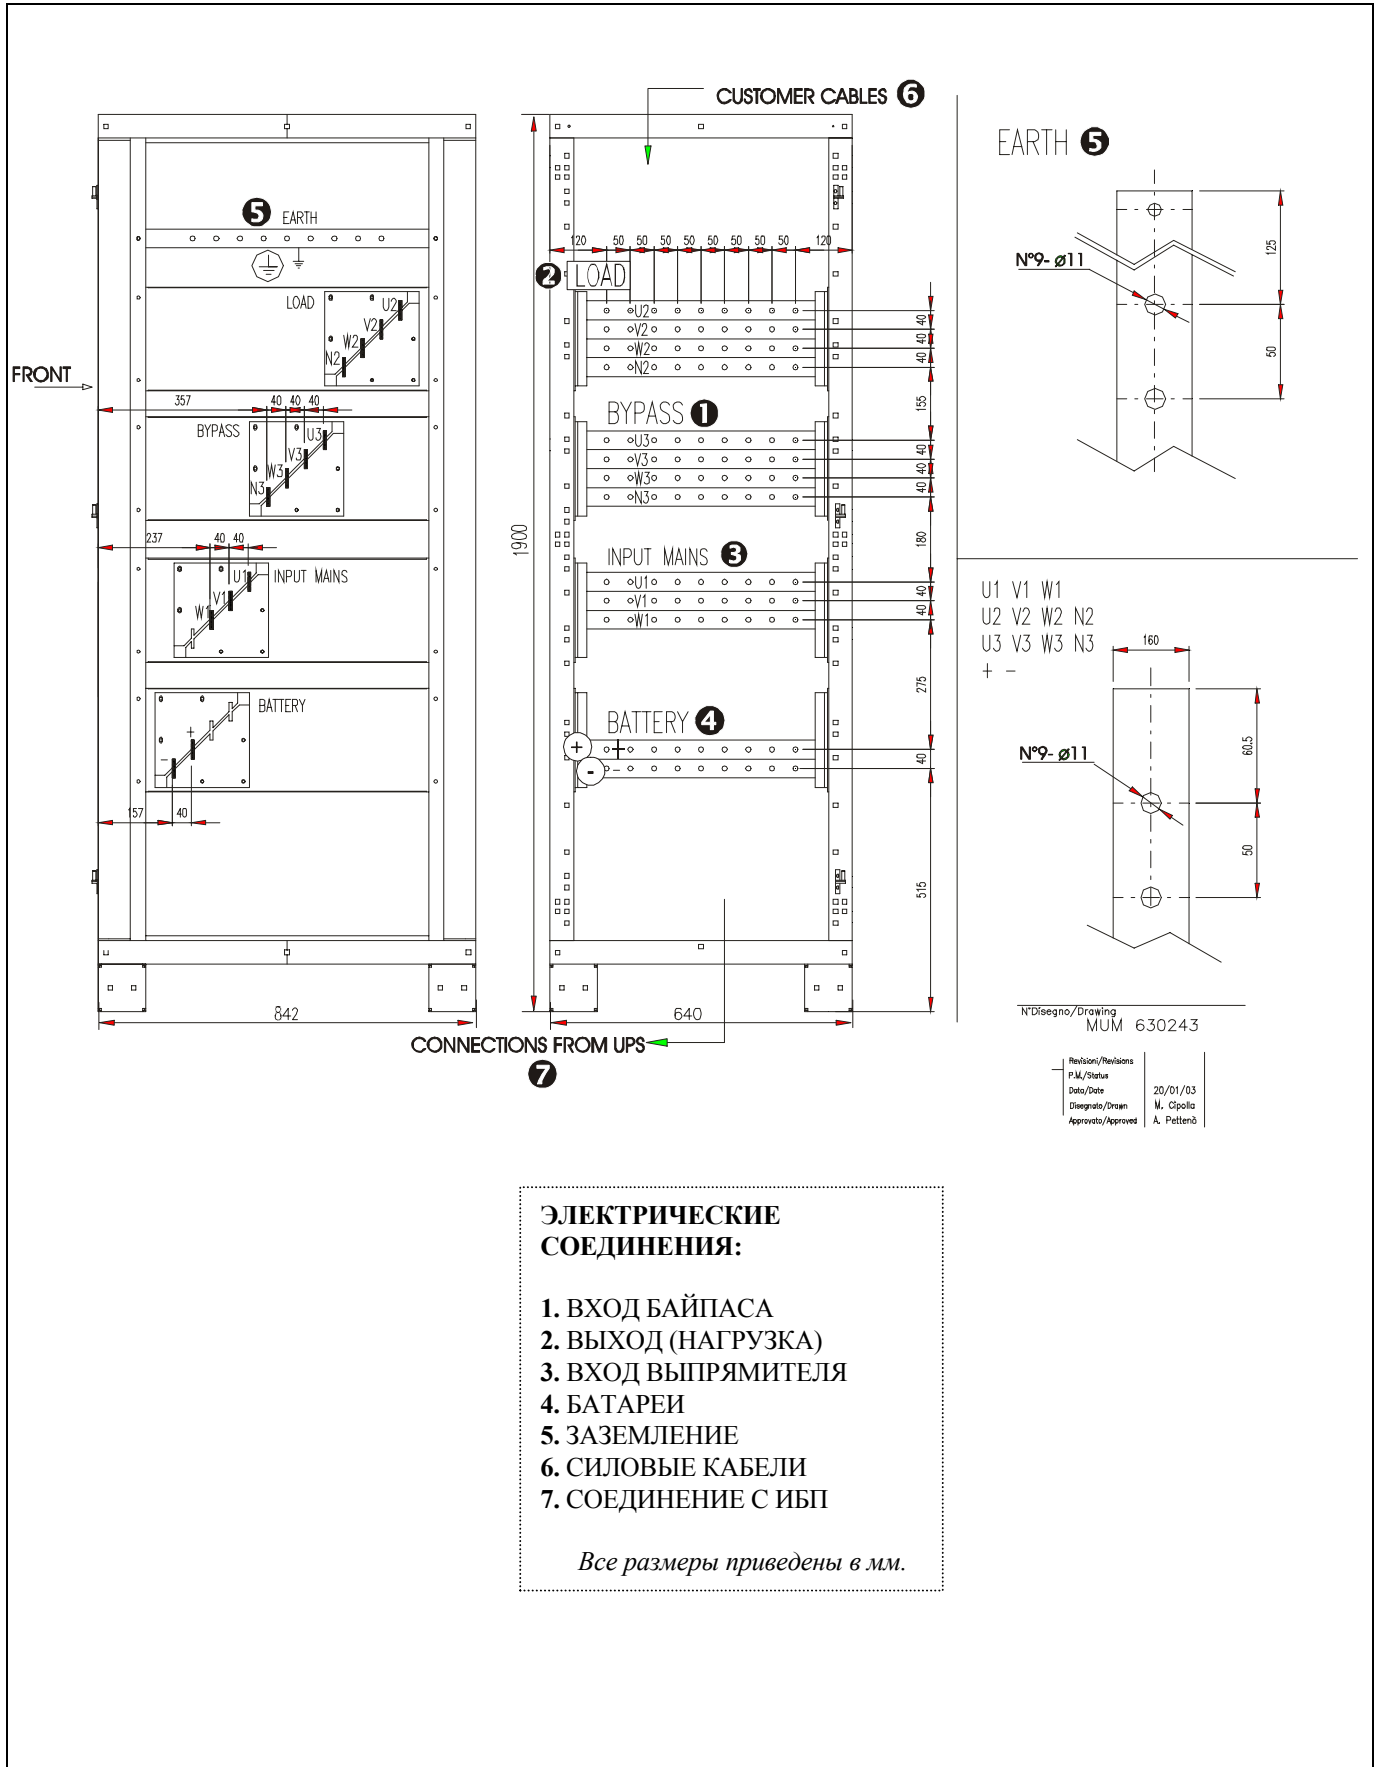 CUSTOMER CABLES 6
5 EARTH
LOAD
U2
V2
W2
N2
FRONT
357 40 40 40
BYPASS
U3
V3
W3
N3
237 40 40
INPUT MAINS
U1
V1
W1
BATTERY
+
-
157 40
842
120 50 50 50 50 50 50 50 50 120
2 LOAD
U2
V2
W2
N2
40
40
40
155
BYPASS 1
U3
V3
W3
N3
40
40
40
180
1900
INPUT MAINS 3
U1
V1
W1
40
40
275
BATTERY 4
+ +
- -
40
515
640
CONNECTIONS FROM UPS
7
EARTH 5
N°9- ø11
125
50
U1 V1 W1
U2 V2 W2 N2
U3 V3 W3 N3
+ -
160
N°9- ø11
60.5
50
N°Disegno/Drawing
MUM 630243
Revisioni/Revisions
P.M./Status
Data/Date 20/01/03
Disegnato/Drawn M. Cipolla
Approvato/Approved A. Pettenò
ЭЛЕКТРИЧЕСКИЕ
СОЕДИНЕНИЯ:
1. ВХОД БАЙПАСА
2. ВЫХОД (НАГРУЗКА)
3. ВХОД ВЫПРЯМИТЕЛЯ
4. БАТАРЕИ
5. ЗАЗЕМЛЕНИЕ
6. СИЛОВЫЕ КАБЕЛИ
7. СОЕДИНЕНИЕ С ИБП
Все размеры приведены в мм.